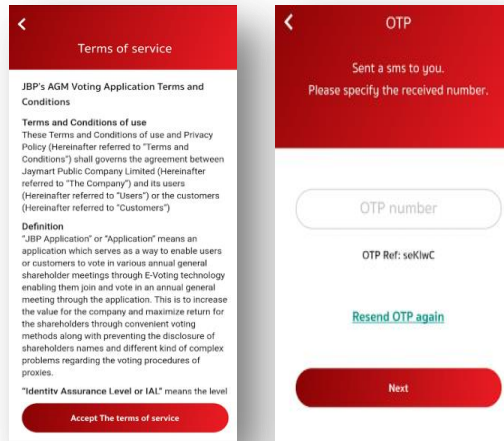 Terms of service
JBP's AGM Voting Application Terms and
Conditions
Terms and Conditions of use
These Terms and Conditions of use and Privacy
Policy (Hereinafter referred to "Terms and
Conditions") shall governs the agreement between
Jaymart Public Company Limited (Hereinafter
referred to "The Company") and its users
(Hereinafter referred to "Users") or the customers
(Hereinafter referred to "Customers")
Definition
"JBP Application" or "Application" means an
application which serves as a way to enable users
or customers to vote in various annual general
shareholder meetings through E-Voting technology
enabling them join and vote in an annual general
meeting through the application. This is to increase
the value for the company and maximize return for
the shareholders through convenient voting
methods along with preventing the disclosure of
shareholders names and different kind of complex
problems regarding the voting procedures of
proxies.
"Identity Assurance Level or IAL" means the level
Accept The terms of service
OTP
Sent a sms to you.
Please specify the received number.
OTP number
OTP Ref: seKlwC
Resend OTP again
Next